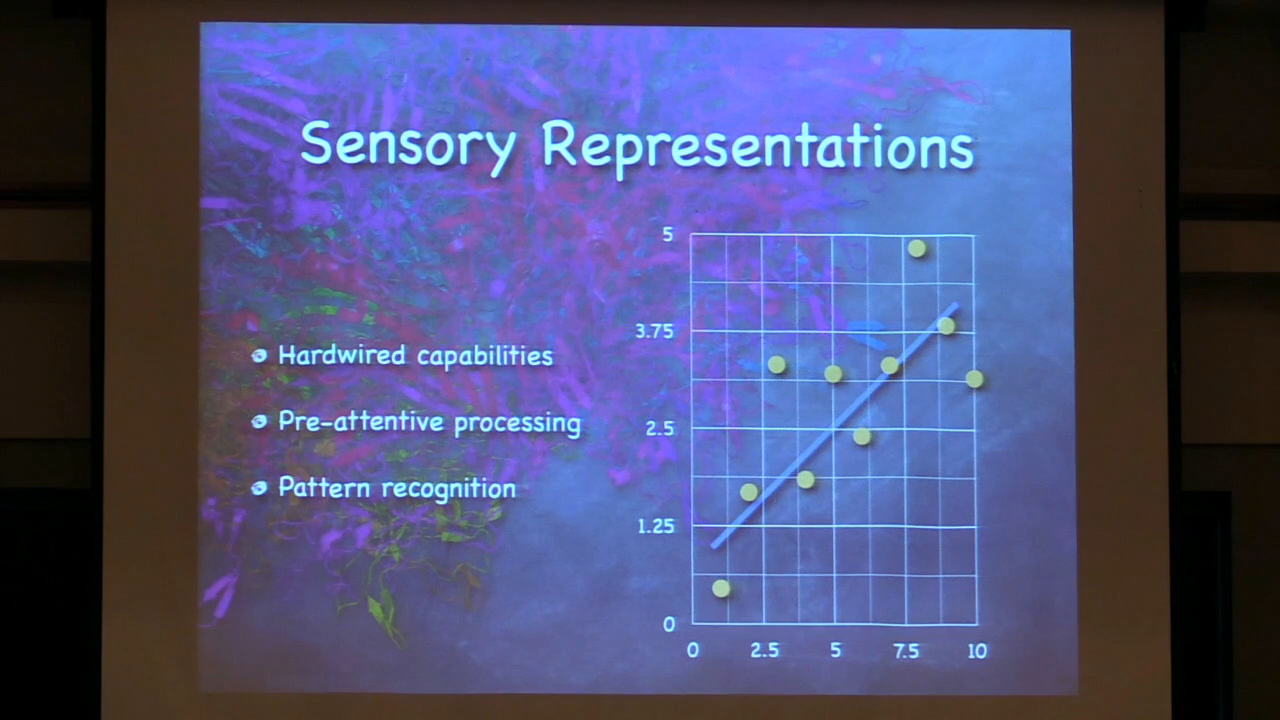 Sensory Representations
Hardwired capabilities
Pre-attentive processing
Pattern recognition
5
3.75
2.5
1.25
0
0 2.5 5 7.5 10